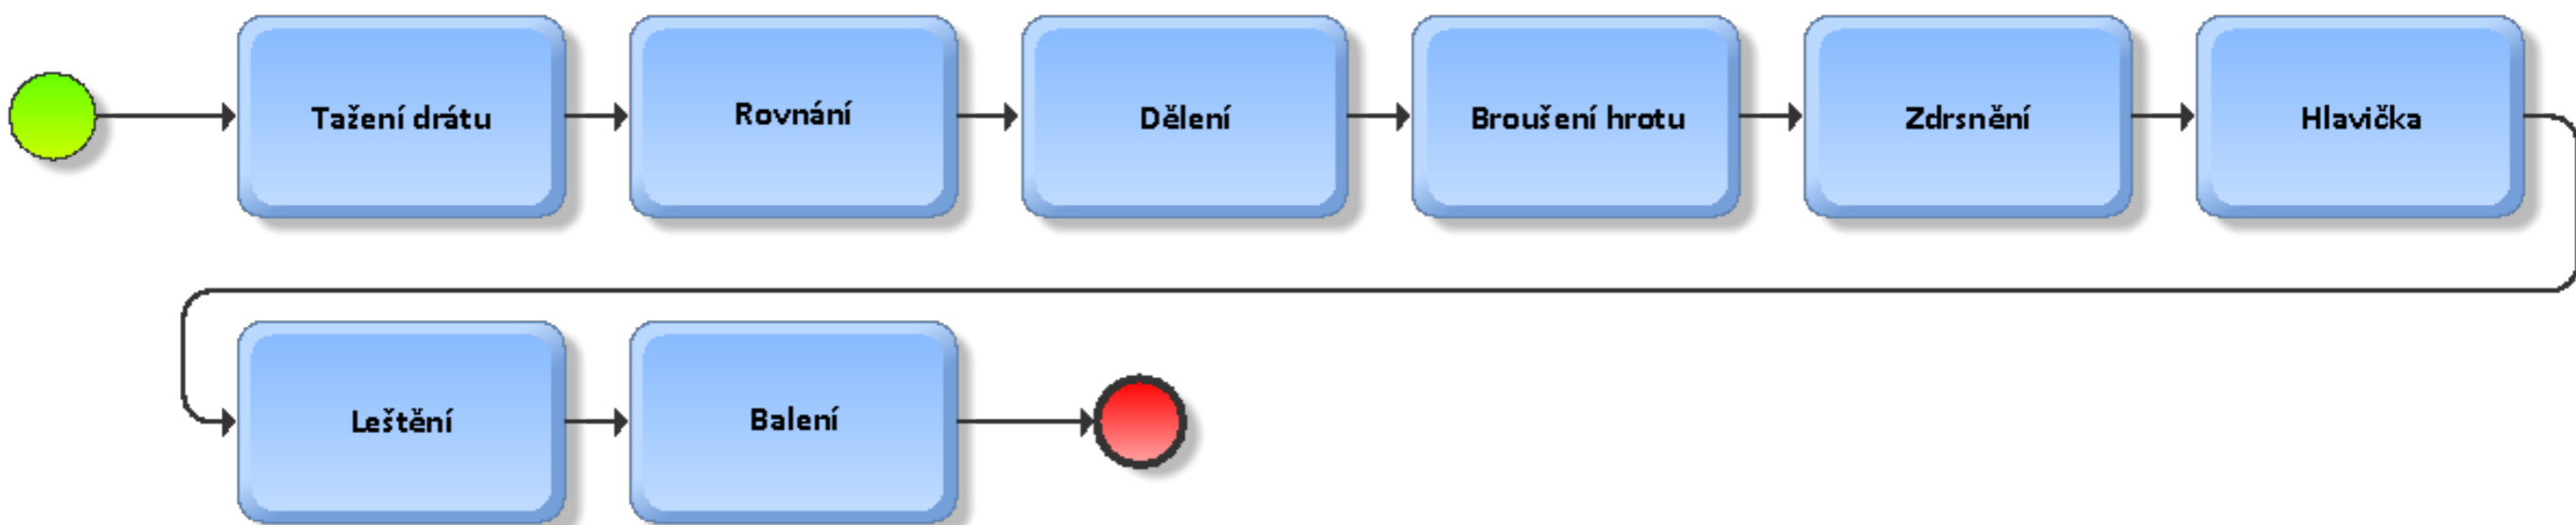 Tažení drátu
Rovnání
Dělení
Broušení hrotu
Zdrsnění
Hlavička
Leštění
Balení